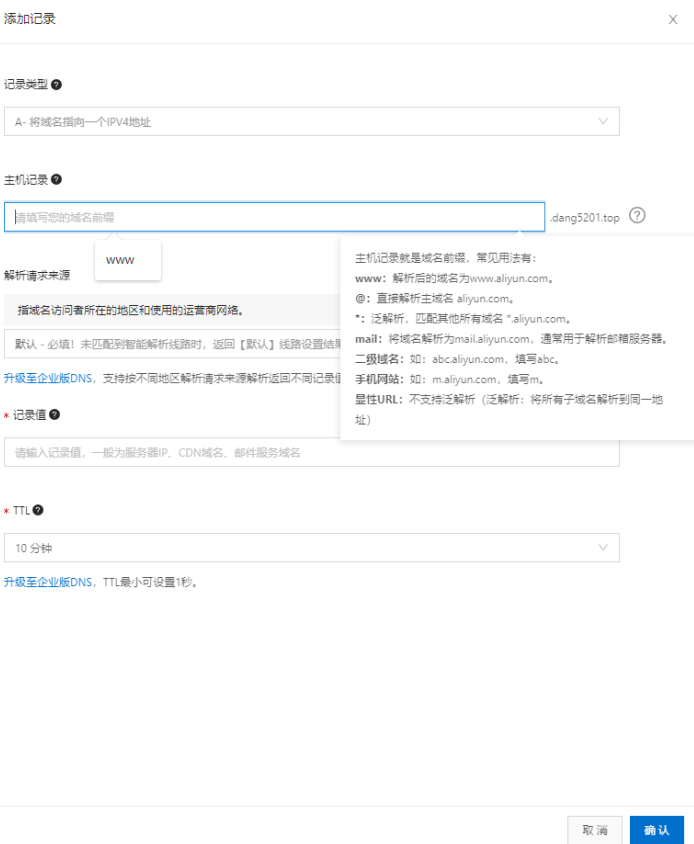 添加记录
记录类型
A- 将域名指向一个IPV4地址
主机记录
请填写您的域名前缀
.dang5201.top
www
主机记录就是域名前缀，常见用法有：
www：解析后的域名为www.aliyun.com。
@：直接解析主域名 aliyun.com。
*：泛解析，匹配其他所有域名 *.aliyun.com。
mail：将域名解析为mail.aliyun.com，通常用于解析邮箱服务器。
二级域名：如：abc.aliyun.com，填写abc。
手机网站：如：m.aliyun.com，填写m。
显性URL：不支持泛解析（泛解析：将所有子域名解析到同一地
址）
解析请求来源
指域名访问者所在的地区和使用的运营商网络。
默认 - 必填！未匹配到智能解析线路时，返回【默认】线路设置结果
升级至企业版DNS，支持按不同地区解析请求来源解析返回不同记录值
* 记录值
请输入记录值，一般为服务器IP、CDN域名、邮件服务域名
* TTL
10 分钟
升级至企业版DNS，TTL最小可设置1秒。
取消
确认